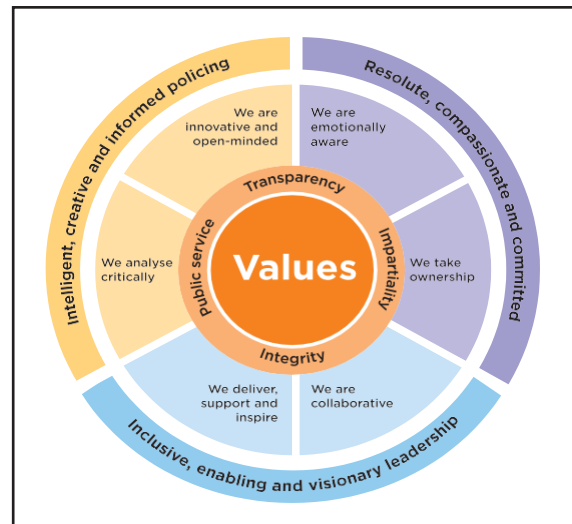 Intelligent, creative and informed policing
Resolute, compassionate and committed
We are
innovative and
open-minded
We are
emotionally
aware
Transparency
We analyse
critically
Public service
Values
Impartiality
We take
ownership
Integrity
We deliver,
support and
inspire
We are
collaborative
Inclusive, enabling and visionary leadership